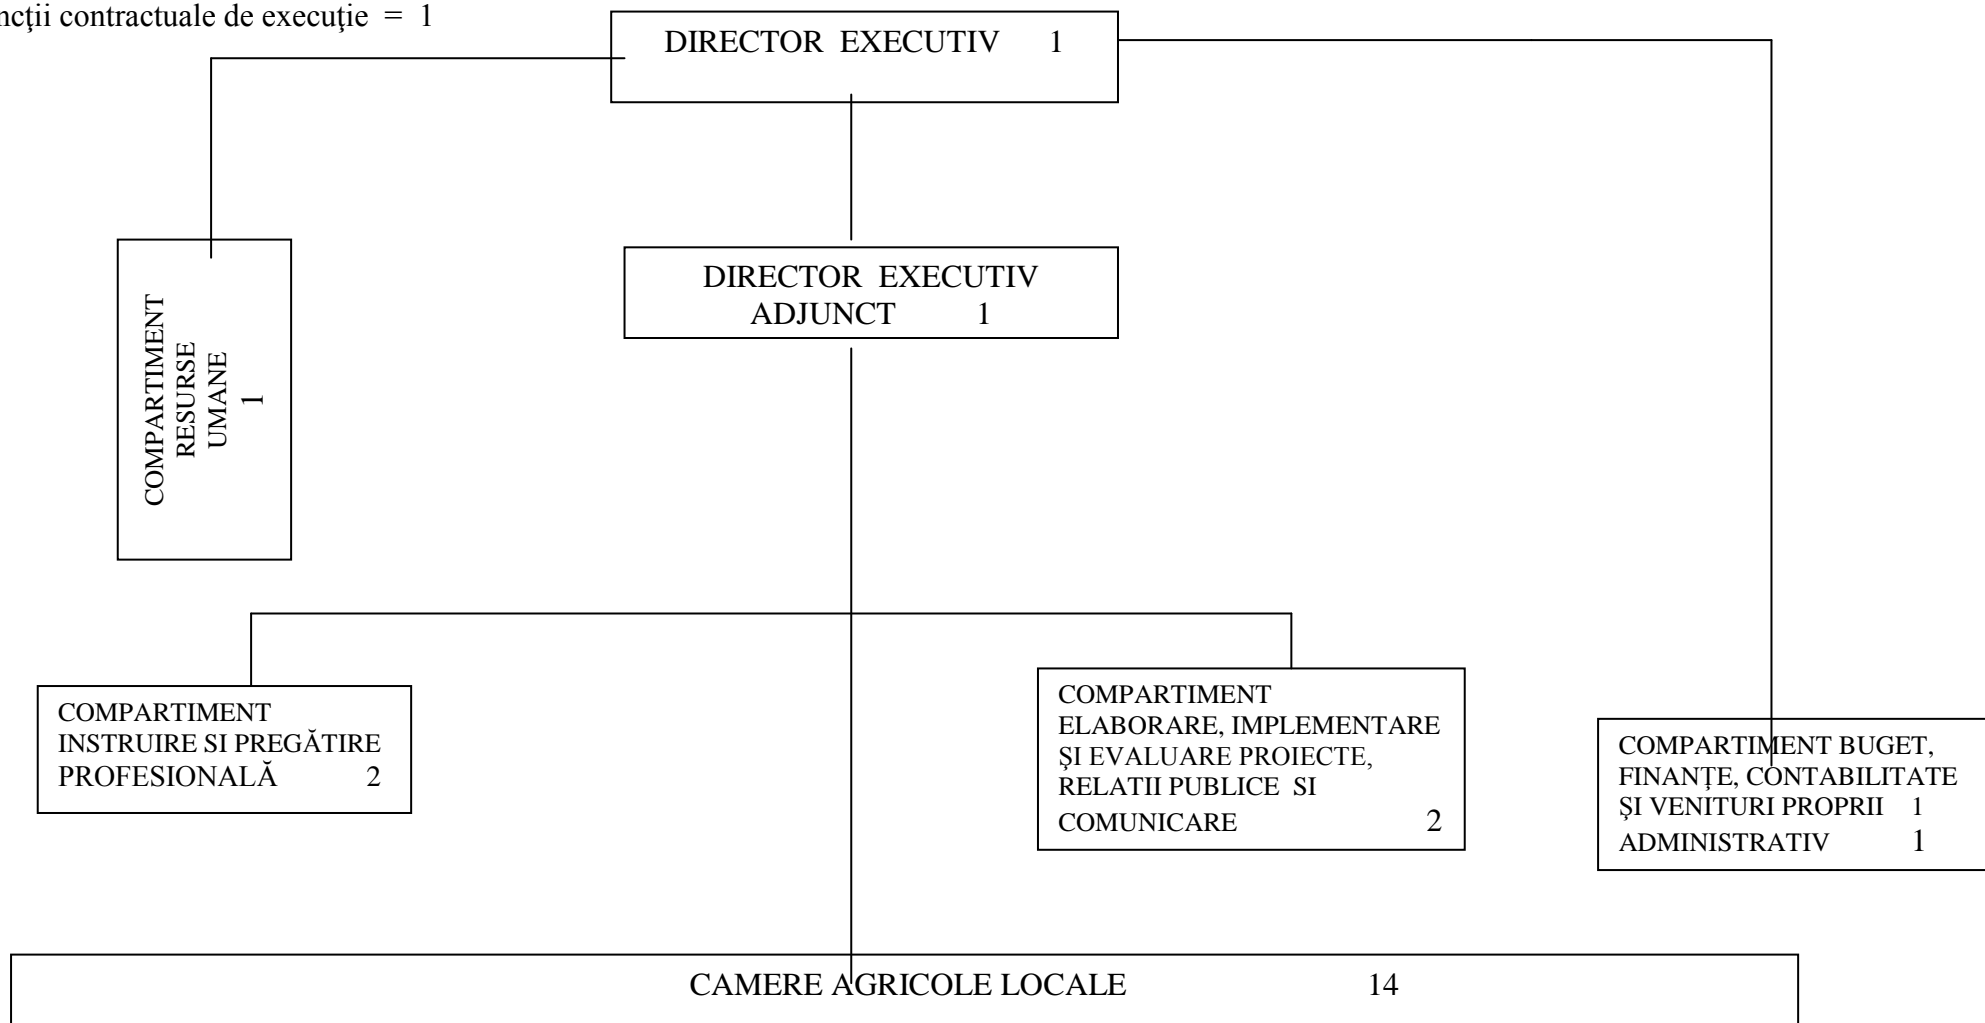 ncţii contractuale de execuţie = 1
DIRECTOR EXECUTIV 1
DIRECTOR EXECUTIV
ADJUNCT 1
COMPARTIMENT
RESURSE
UMANE
1
COMPARTIMENT
INSTRUIRE SI PREGĂTIRE
PROFESIONALĂ 2
COMPARTIMENT
ELABORARE, IMPLEMENTARE
ŞI EVALUARE PROIECTE,
RELATII PUBLICE SI
COMUNICARE 2
COMPARTIMENT BUGET,
FINANȚE, CONTABILITATE
ŞI VENITURI PROPRII 1
ADMINISTRATIV 1
CAMERE AGRICOLE LOCALE 14